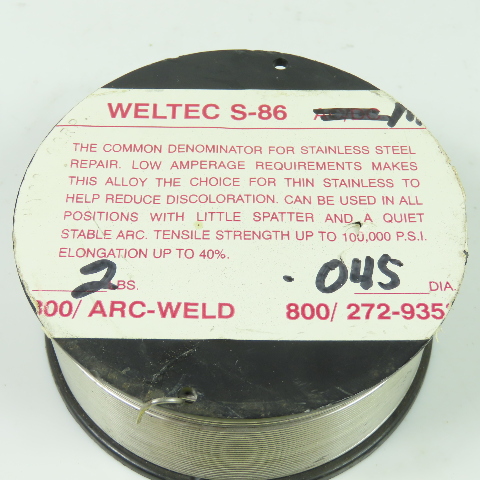 WELTEC S-86
THE COMMON DENOMINATOR FOR STAINLESS STEEL
REPAIR. LOW AMPERAGE REQUIREMENTS MAKES
THIS ALLOY THE CHOICE FOR THIN STAINLESS TO
HELP REDUCE DISCOLORATION. CAN BE USED IN ALL
POSITIONS WITH LITTLE SPATTER AND A QUIET
STABLE ARC. TENSILE STRENGTH UP TO 100,000 P.S.I.
ELONGATION UP TO 40%.
2 LBS. .045 DIA.
800/ ARC-WELD 800/ 272-935